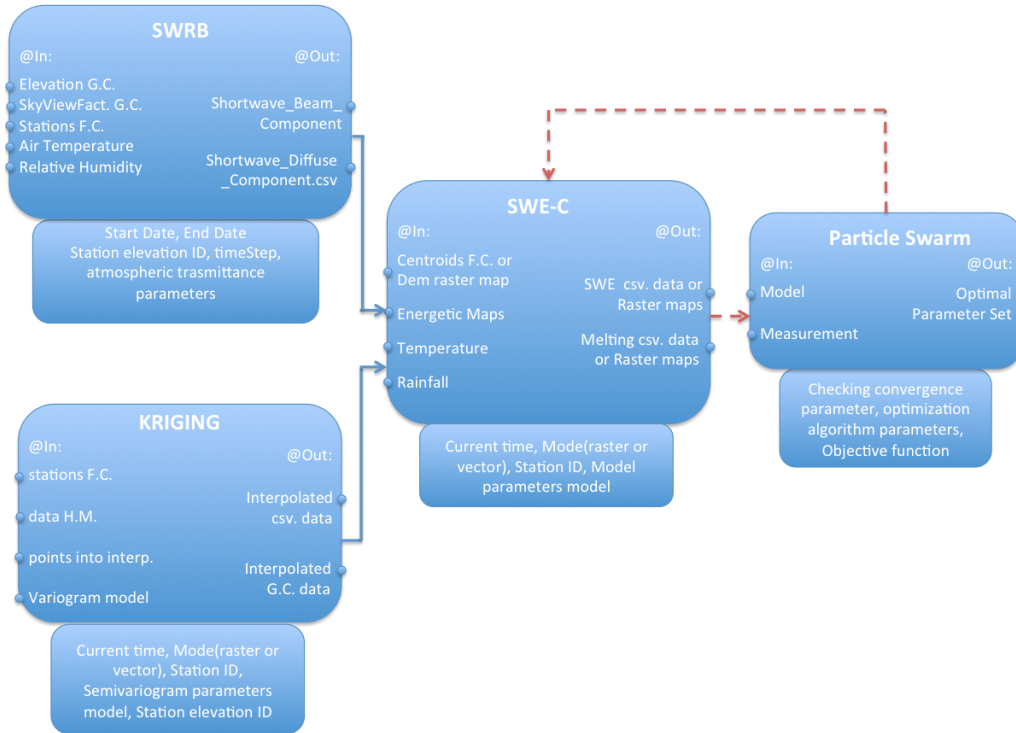 SWRB
@In:
@Out:
Elevation G.C.
SkyViewFact. G.C.
Stations F.C.
Air Temperature
Relative Humidity
Shortwave_Beam_
Component
Shortwave_Diffuse
_Component.csv
Start Date, End Date
Station elevation ID, timeStep,
atmospheric trasmittance
parameters
KRIGING
@In:
@Out:
stations F.C.
data H.M.
points into interp.
Variogram model
Interpolated
csv. data
Interpolated
G.C. data
Current time, Mode(raster or
vector), Station ID,
Semivariogram parameters
model, Station elevation ID
SWE-C
@In:
@Out:
Centroids F.C. or
Dem raster map
Energetic Maps
Temperature
Rainfall
SWE  csv. data or
Raster maps
Melting csv. data
or Raster maps
Current time, Mode(raster or
vector), Station ID, Model
parameters model
Particle Swarm
@In:
@Out:
Model
Measurement
Optimal
Parameter Set
Checking convergence
parameter, optimization
algorithm parameters,
Objective function